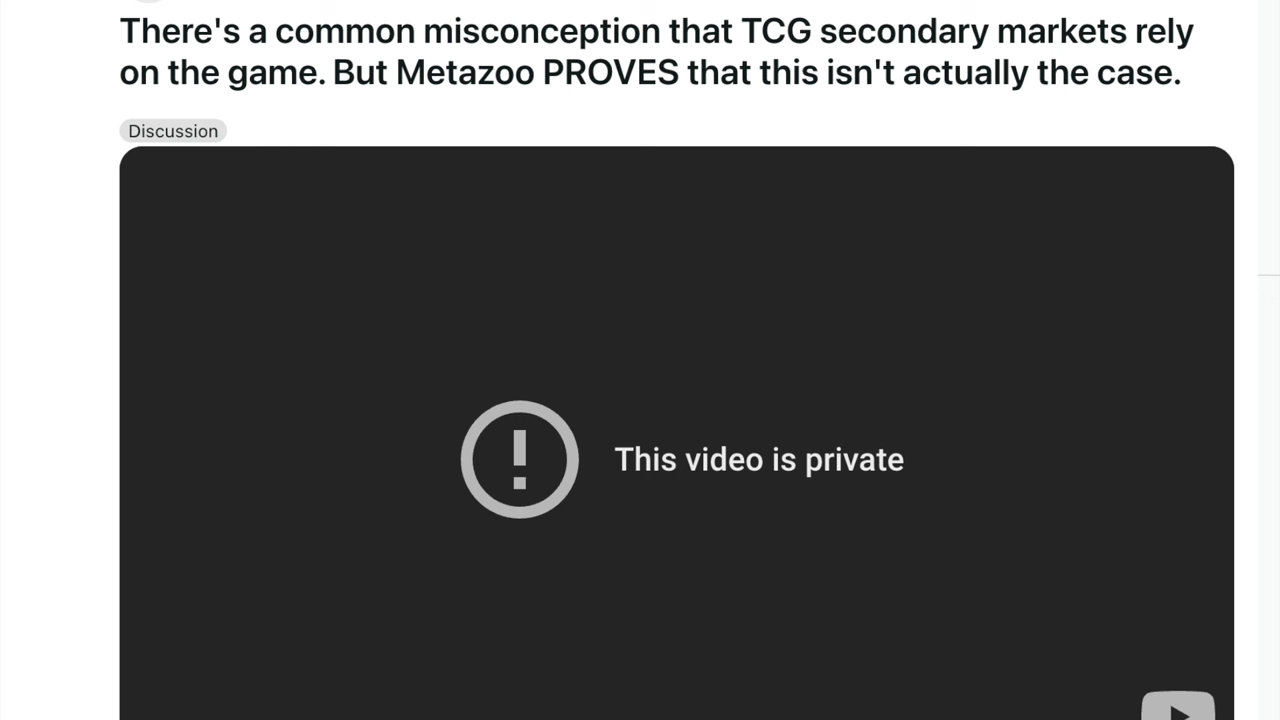 There's a common misconception that TCG secondary markets rely
on the game. But Metazoo PROVES that this isn't actually the case.
Discussion
This video is private